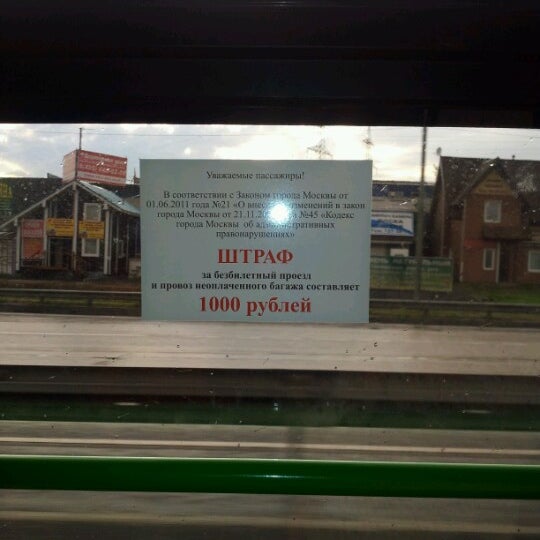 Уважаемые пассажиры!
В соответствии с Законом города Москвы от
01.06.2011 года №21 «О внесении изменений в закон
города Москвы от 21.11. №45 «Кодекс
города Москвы об административных
правонарушениях»
ШТРАФ
за безбилетный проезд
и провоз неоплаченного багажа составляет
1000 рублей